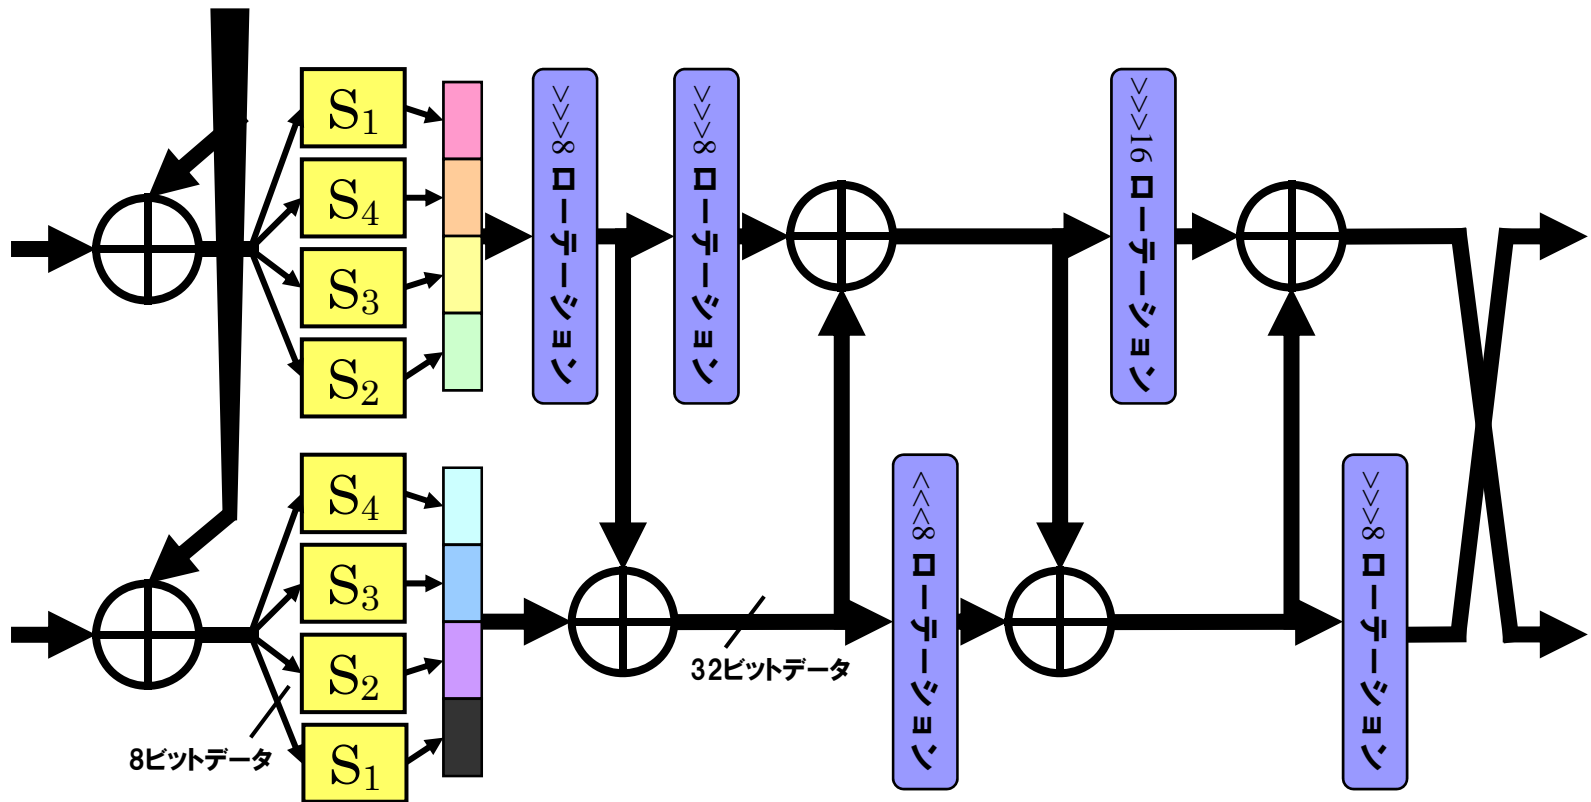 S1
S4
S3
S2
S4
S3
S2
S1
>>>8 ローテーション
>>>8 ローテーション
>>>16 ローテーション
<<<8 ローテーション
>>>8 ローテーション
32ビットデータ
8ビットデータ